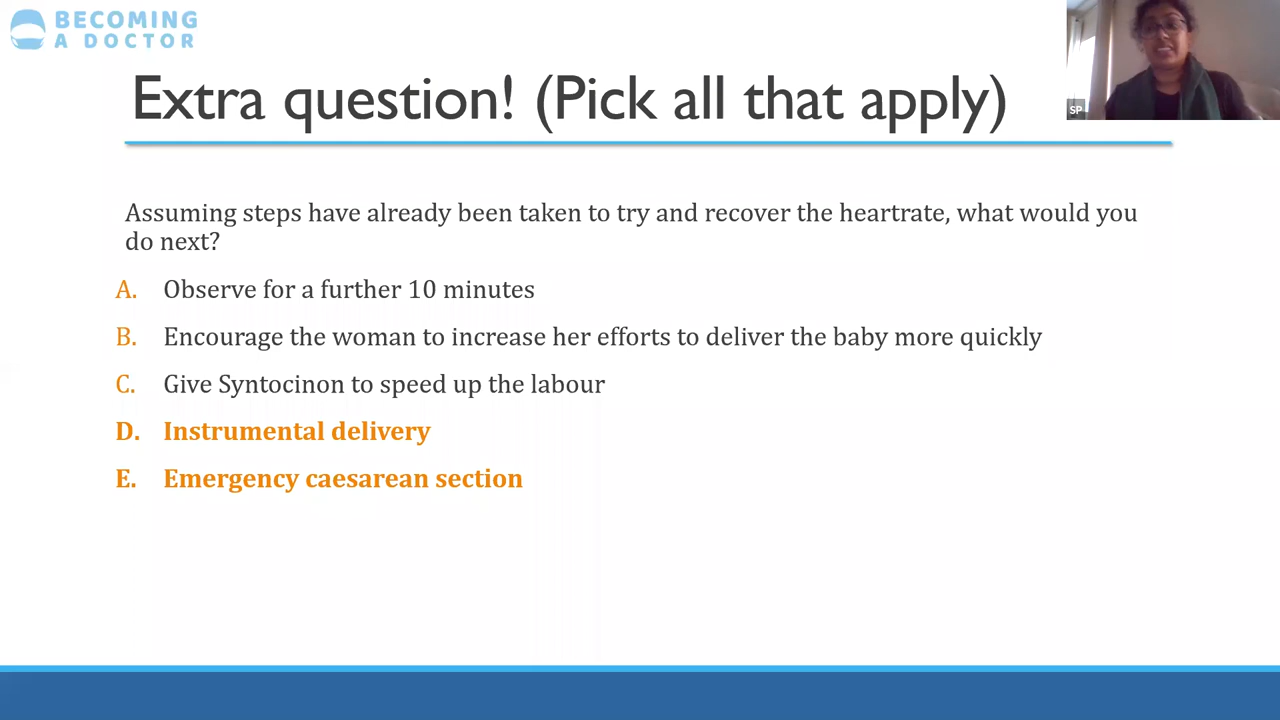 BECOMING
A DOCTOR
Extra question! (Pick all that apply)
SP
Assuming steps have already been taken to try and recover the heartrate, what would you
do next?
A. Observe for a further 10 minutes
B. Encourage the woman to increase her efforts to deliver the baby more quickly
C. Give Syntocinon to speed up the labour
D. Instrumental delivery
E. Emergency caesarean section